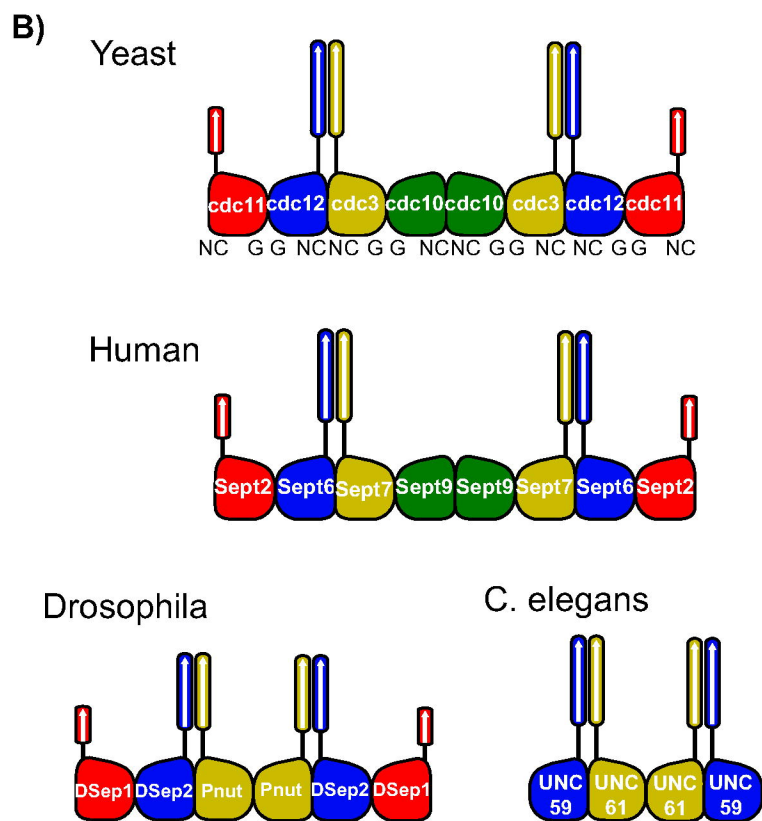 B)
Yeast
cdc11 cdc12 cdc3 cdc10 cdc10 cdc3 cdc12 cdc11
NC G G NC NC G G NC NC G G NC NC G G NC
Human
Sept2 Sept6 Sept7 Sept9 Sept9 Sept7 Sept6 Sept2
Drosophila
C. elegans
DSep1 DSep2 Pnut Pnut DSep2 DSep1
UNC 59 UNC 61 UNC 61 UNC 59